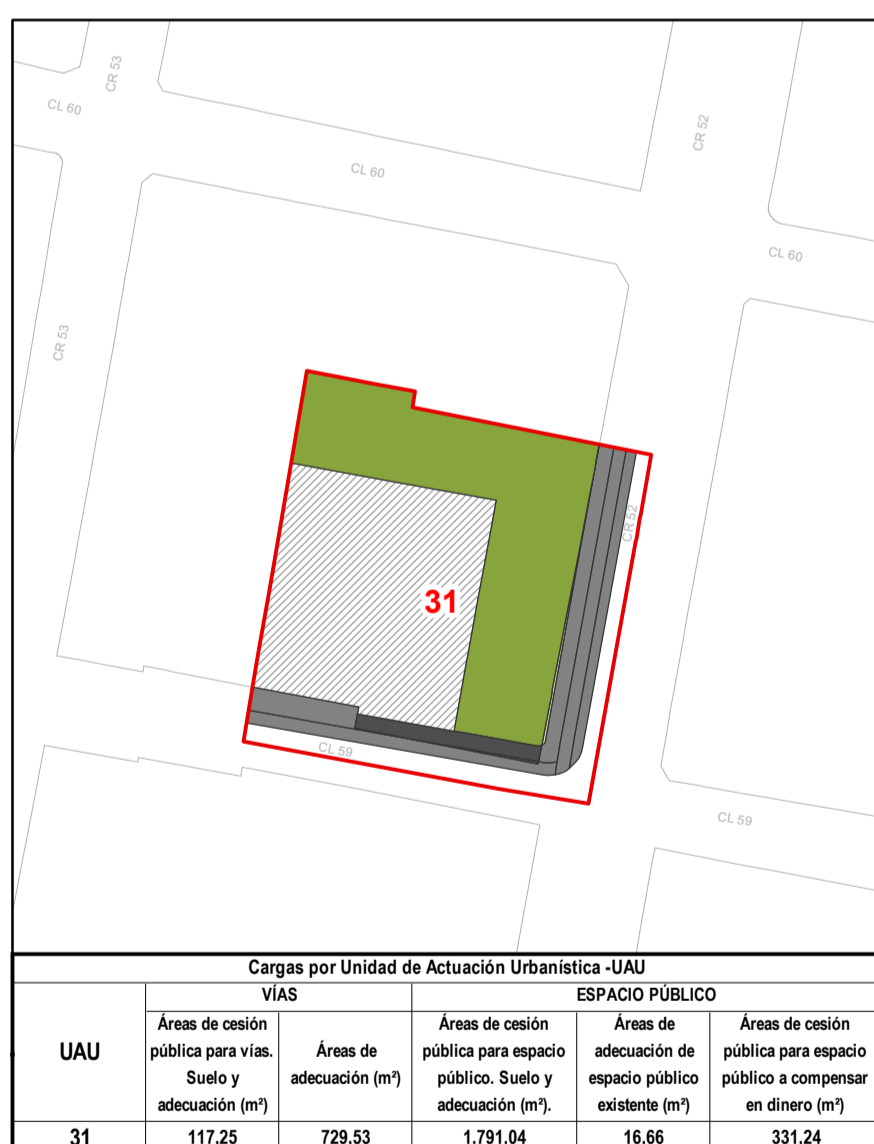 CR 53
CL 60
CR 52
CL 60
CL 60
CR 53
CR 52
31
CL 59
CL 59
Cargas por Unidad de Actuación Urbanística -UAU
VÍAS
ESPACIO PÚBLICO
UAU
Áreas de cesión
pública para vías.
Suelo y
adecuación (m²)
Áreas de
adecuación (m²)
Áreas de cesión
pública para espacio
público. Suelo y
adecuación (m²).
Áreas de
adecuación de
espacio público
existente (m²)
Áreas de cesión
pública para espacio
público a compensar
en dinero (m²)
31
117,25
729,53
1.791,04
16,66
331,24